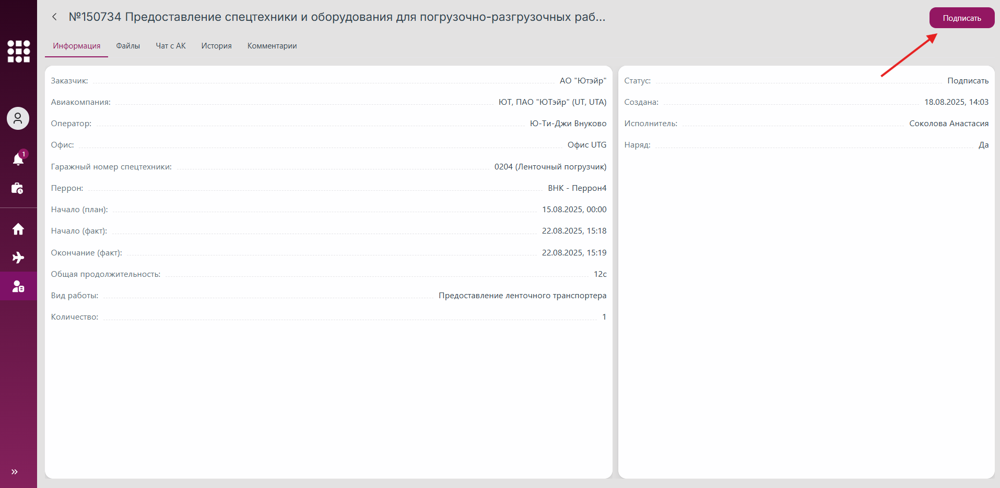 №150734 Предоставление спецтехники и оборудования для погрузочно-разгрузочных раб...
Подписать
Информация Файлы Чат с АК История Комментарии
Заказчик: АО "Ютэйр"
Авиакомпания: ЮТ, ПАО "ЮТэйр" (UT, UTA)
Оператор: Ю-Ти-Джи Внуково
Офис: Офис UTG
Гаражный номер спецтехники: 0204 (Ленточный погрузчик)
Перрон: ВНК - Перрон4
Начало (план): 15.08.2025, 00:00
Начало (факт): 22.08.2025, 15:18
Окончание (факт): 22.08.2025, 15:19
Общая продолжительность: 12с
Вид работы: Предоставление ленточного транспортера
Количество: 1
Статус: Подписать
Создана: 18.08.2025, 14:03
Исполнитель: Соколова Анастасия
Наряд: Да
1